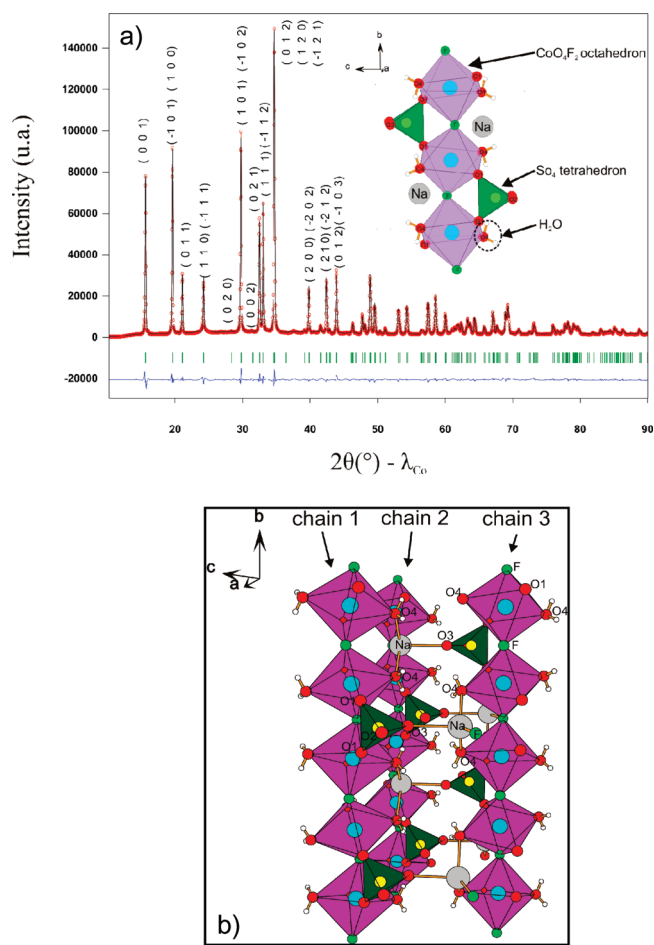 a)
Intensity (u.a.)
140000
120000
100000
80000
60000
40000
20000
0
-20000
( 0 0 1 )
( -1 0 1 )
( 1 0 0 )
( 0 1 1 )
( 1 1 0 )
( -1 1 1 )
( 0 2 0 )
( 1 0 1 )
( -1 0 2 )
( 0 0 2 )
( 0 2 1 )
( 1 1 1 )
( -1 1 2 )
( 0 1 2 )
( 1 2 0 )
( -1 2 1 )
( 2 0 0 )
( -2 0 2 )
( 2 1 0 )
( -2 1 2 )
( 0 1 2 )
( -1 0 3 )
b
c
a
CoO4F2 octahedron
Na
So4 tetrahedron
Na
H2O
20 30 40 50 60 70 80 90
2θ(°) - λCo
b
c
a
chain 1 chain 2 chain 3
F
O4
O1
O4
O4
O3
Na
F
O4
O4
O1
Na
O2
O3
F
O1
O4
b)